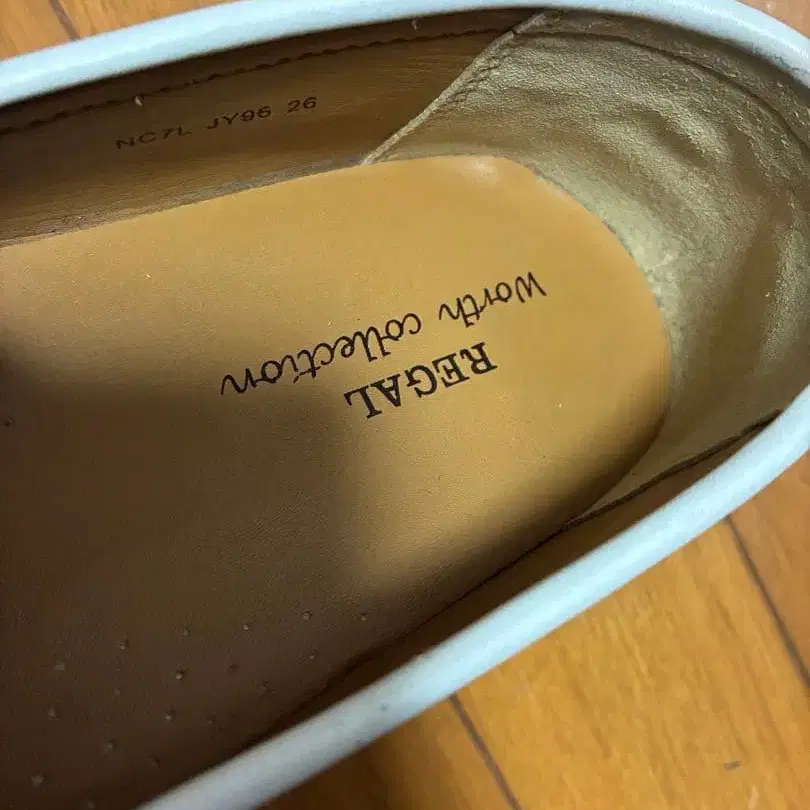 NC7L JY96 26
REGAL
Worth collection